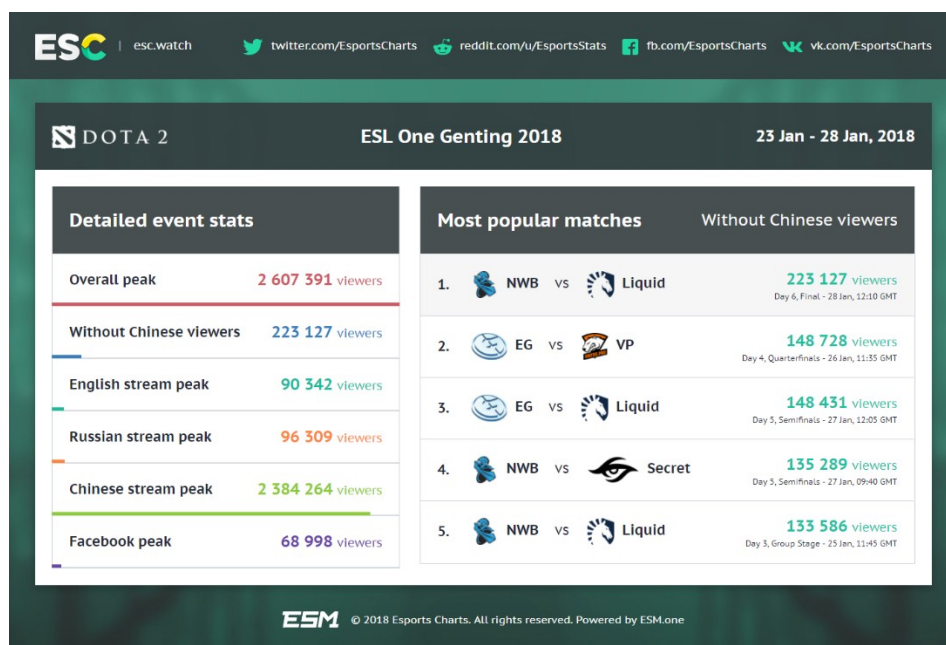 ESC | esc.watch twitter.com/EsportsCharts reddit.com/u/EsportsStats fb.com/EsportsCharts vk.com/EsportsCharts
DOTA 2 ESL One Genting 2018 23 Jan - 28 Jan, 2018
Detailed event stats
Overall peak 2 607 391 viewers
Without Chinese viewers 223 127 viewers
English stream peak 90 342 viewers
Russian stream peak 96 309 viewers
Chinese stream peak 2 384 264 viewers
Facebook peak 68 998 viewers
Most popular matches Without Chinese viewers
1. NWB vs Liquid 223 127 viewers
Day 6, Final - 28 Jan, 12:10 GMT
2. EG vs VP 148 728 viewers
Day 4, Quarterfinals - 26 Jan, 11:35 GMT
3. EG vs Liquid 148 431 viewers
Day 5, Semifinals - 27 Jan, 12:05 GMT
4. NWB vs Secret 135 289 viewers
Day 5, Semifinals - 27 Jan, 09:40 GMT
5. NWB vs Liquid 133 586 viewers
Day 3, Group Stage - 25 Jan, 11:45 GMT
ESM © 2018 Esports Charts. All rights reserved. Powered by ESM.one